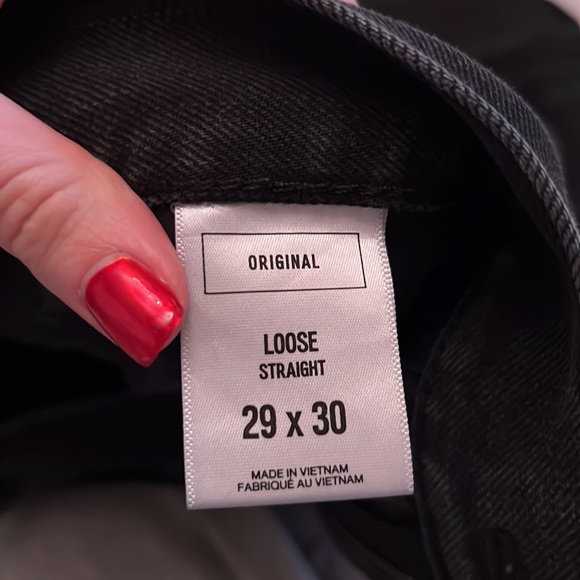 ORIGINAL
LOOSE
STRAIGHT
29 x 30
MADE IN VIETNAM
FABRIQUÉ AU VIETNAM